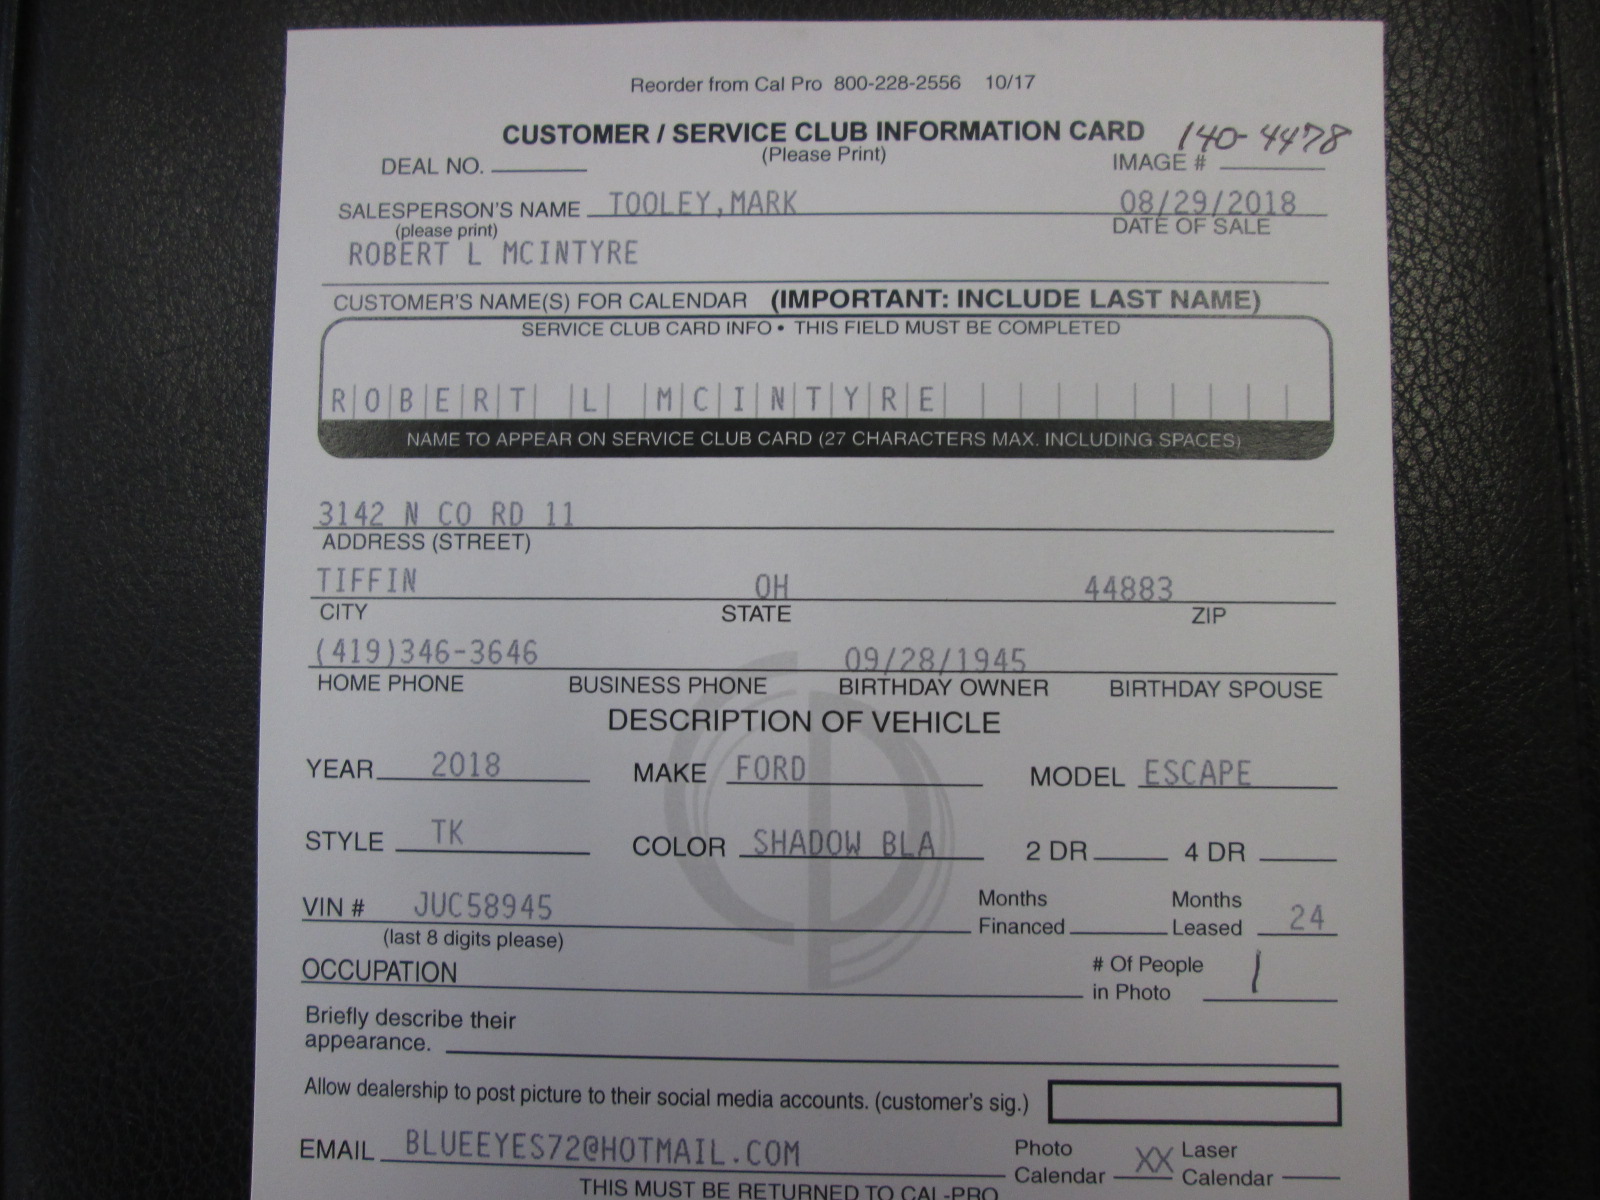 Reorder from Cal Pro 800-228-2556 10/17
CUSTOMER / SERVICE CLUB INFORMATION CARD 140-4478
DEAL NO. (Please Print) IMAGE #
SALESPERSON'S NAME TOOLEY,MARK 08/29/2018
(please print) DATE OF SALE
ROBERT L MCINTYRE
CUSTOMER'S NAME(S) FOR CALENDAR (IMPORTANT: INCLUDE LAST NAME)
SERVICE CLUB CARD INFO • THIS FIELD MUST BE COMPLETED
ROBERT L MCINTYRE
NAME TO APPEAR ON SERVICE CLUB CARD (27 CHARACTERS MAX. INCLUDING SPACES)
3142 N CO RD 11
ADDRESS (STREET)
TIFFIN OH 44883
CITY STATE ZIP
(419)346-3646 09/28/1945
HOME PHONE BUSINESS PHONE BIRTHDAY OWNER BIRTHDAY SPOUSE
DESCRIPTION OF VEHICLE
YEAR 2018 MAKE FORD MODEL ESCAPE
STYLE TK COLOR SHADOW BLA 2 DR 4 DR
VIN # JUC58945 Months Financed Months Leased 24
(last 8 digits please)
OCCUPATION # Of People in Photo 1
Briefly describe their
appearance.
Allow dealership to post picture to their social media accounts. (customer's sig.)
EMAIL BLUEEYES72@HOTMAIL.COM Photo Calendar XX Laser Calendar
THIS MUST BE RETURNED TO CAL-PRO